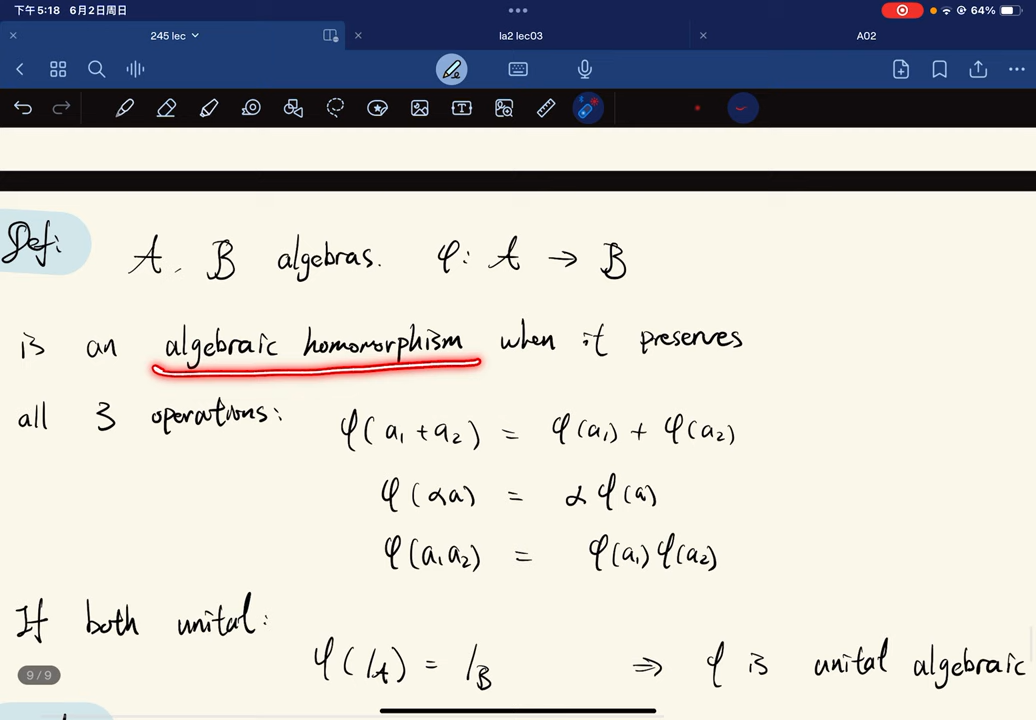 下午5:18 6月2日周日
64%
245 lec
la2 lec03
A02
Def:
A, B algebras. φ: A → B
is an algebraic homomorphism when it preserves
all 3 operations: φ(a₁ + a₂) = φ(a₁) + φ(a₂)
φ(αa) = αφ(a)
φ(a₁a₂) = φ(a₁)φ(a₂)
If both unital:
φ(1_A) = 1_B ⇒ φ is unital algebraic
9/9